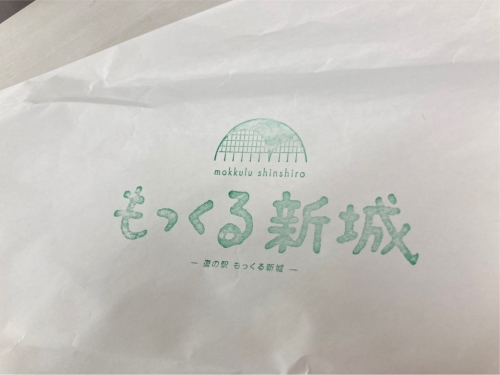 mokkulu shinshiro
もっくる新城
— 道の駅 もっくる新城 —